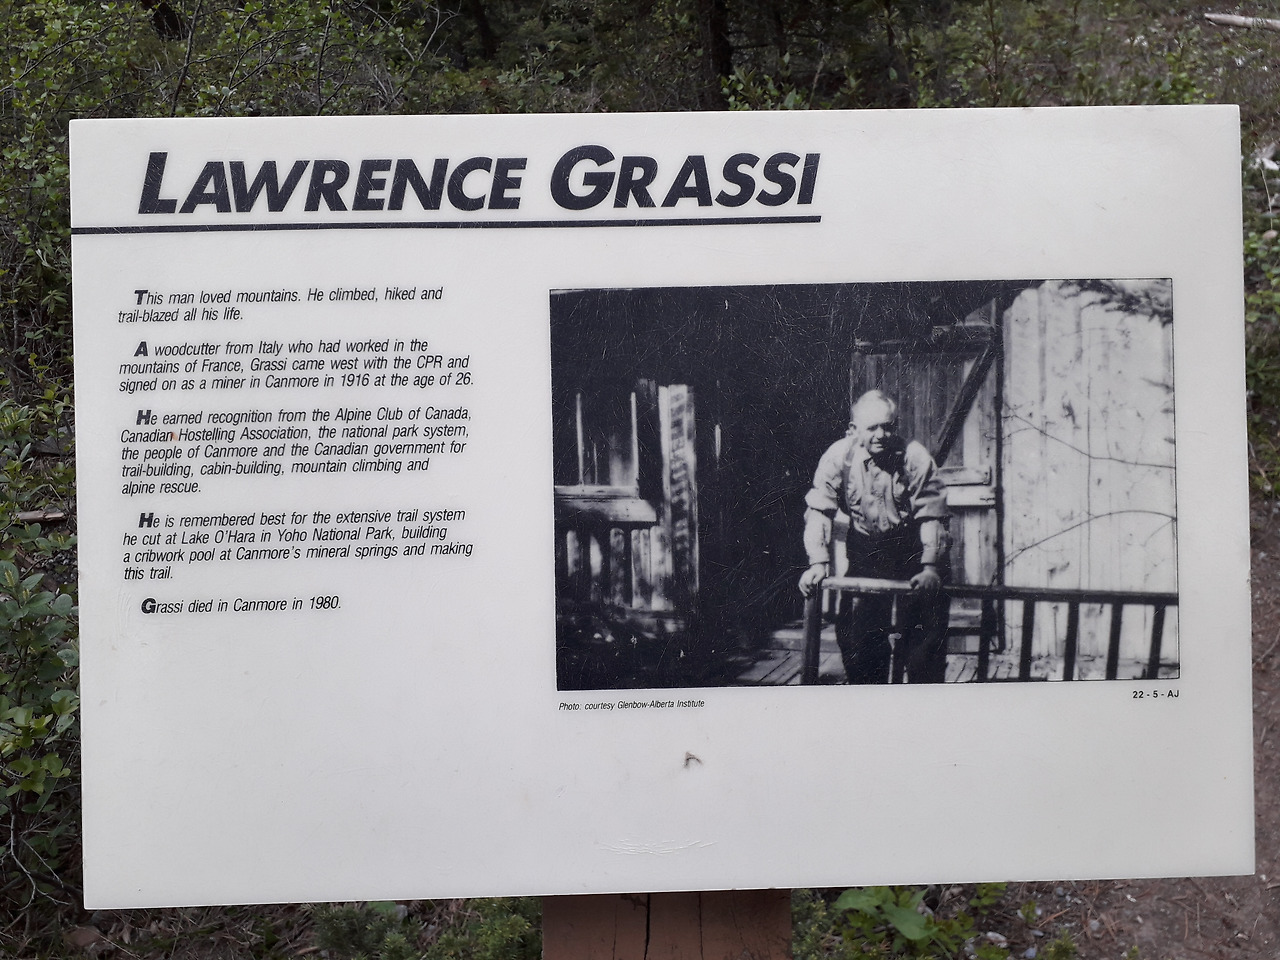 LAWRENCE GRASSI
This man loved mountains. He climbed, hiked and
trail-blazed all his life.
A woodcutter from Italy who had worked in the
mountains of France, Grassi came west with the CPR and
signed on as a miner in Canmore in 1916 at the age of 26.
He earned recognition from the Alpine Club of Canada,
Canadian Hostelling Association, the national park system,
the people of Canmore and the Canadian government for
trail-building, cabin-building, mountain climbing and
alpine rescue.
He is remembered best for the extensive trail system
he cut at Lake O'Hara in Yoho National Park, building
a cribwork pool at Canmore's mineral springs and making
this trail.
Grassi died in Canmore in 1980.
Photo: courtesy Glenbow-Alberta Institute
22 - 5 - AJ